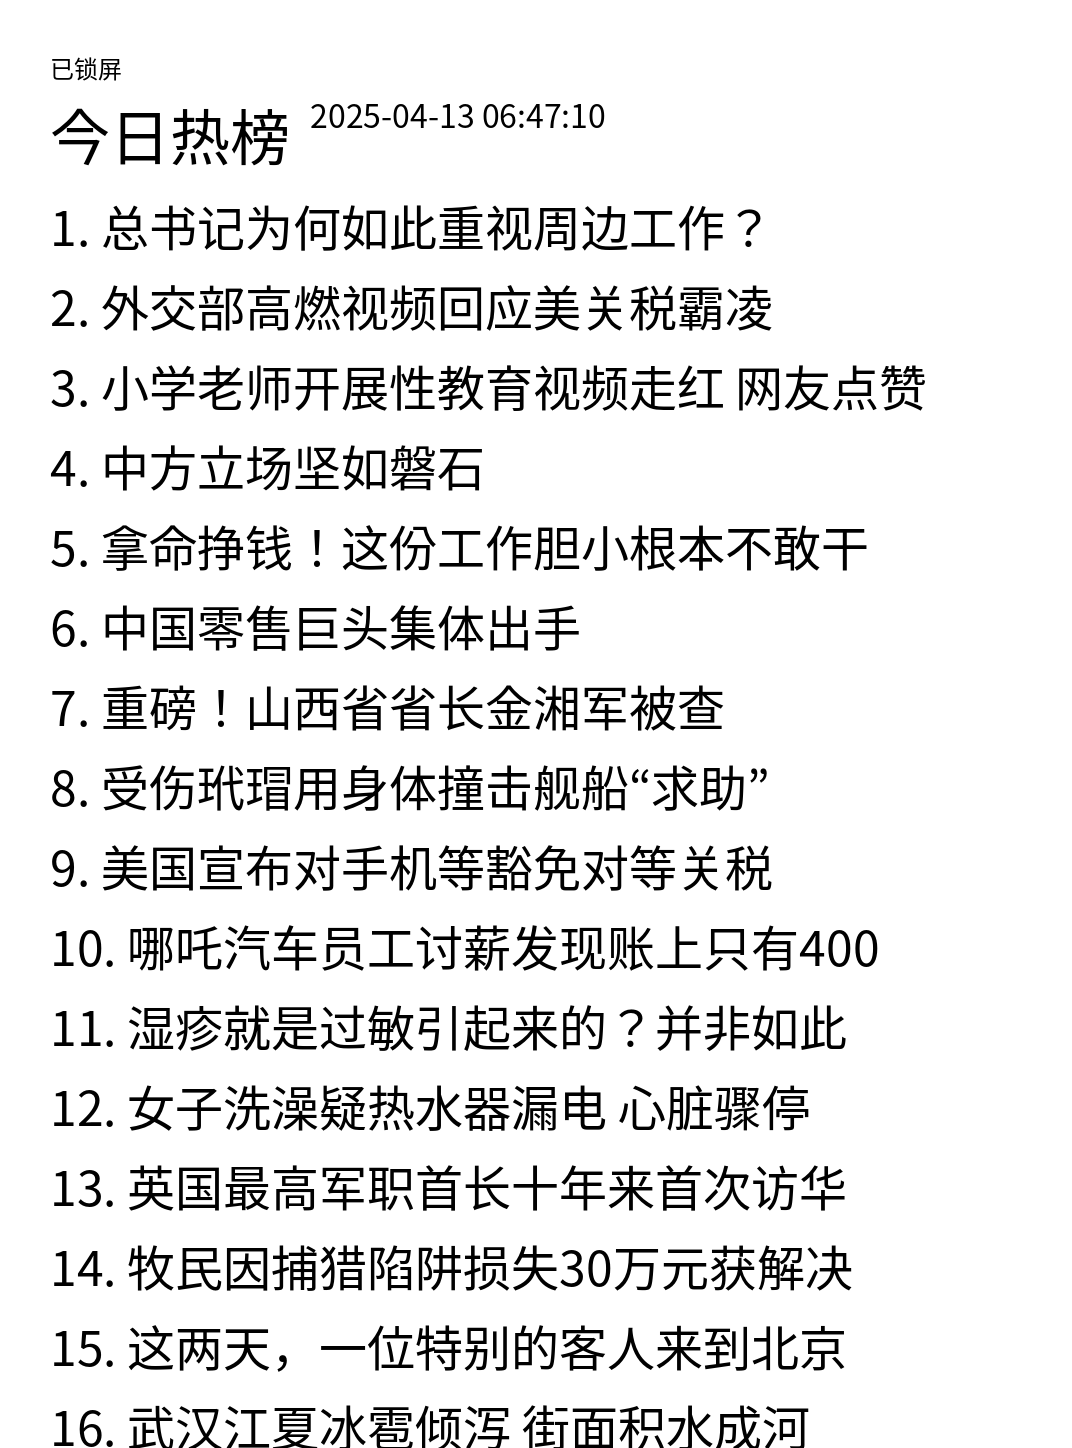 已锁屏
今日热榜 2025-04-13 06:47:10
1. 总书记为何如此重视周边工作？
2. 外交部高燃视频回应美关税霸凌
3. 小学老师开展性教育视频走红 网友点赞
4. 中方立场坚如磐石
5. 拿命挣钱！这份工作胆小根本不敢干
6. 中国零售巨头集体出手
7. 重磅！山西省省长金湘军被查
8. 受伤玳瑁用身体撞击舰船“求助”
9. 美国宣布对手机等豁免对等关税
10. 哪吒汽车员工讨薪发现账上只有400
11. 湿疹就是过敏引起来的？并非如此
12. 女子洗澡疑热水器漏电 心脏骤停
13. 英国最高军职首长十年来首次访华
14. 牧民因捕猎陷阱损失30万元获解决
15. 这两天，一位特别的客人来到北京
16. 武汉江夏冰雹倾泻 街面积水成河